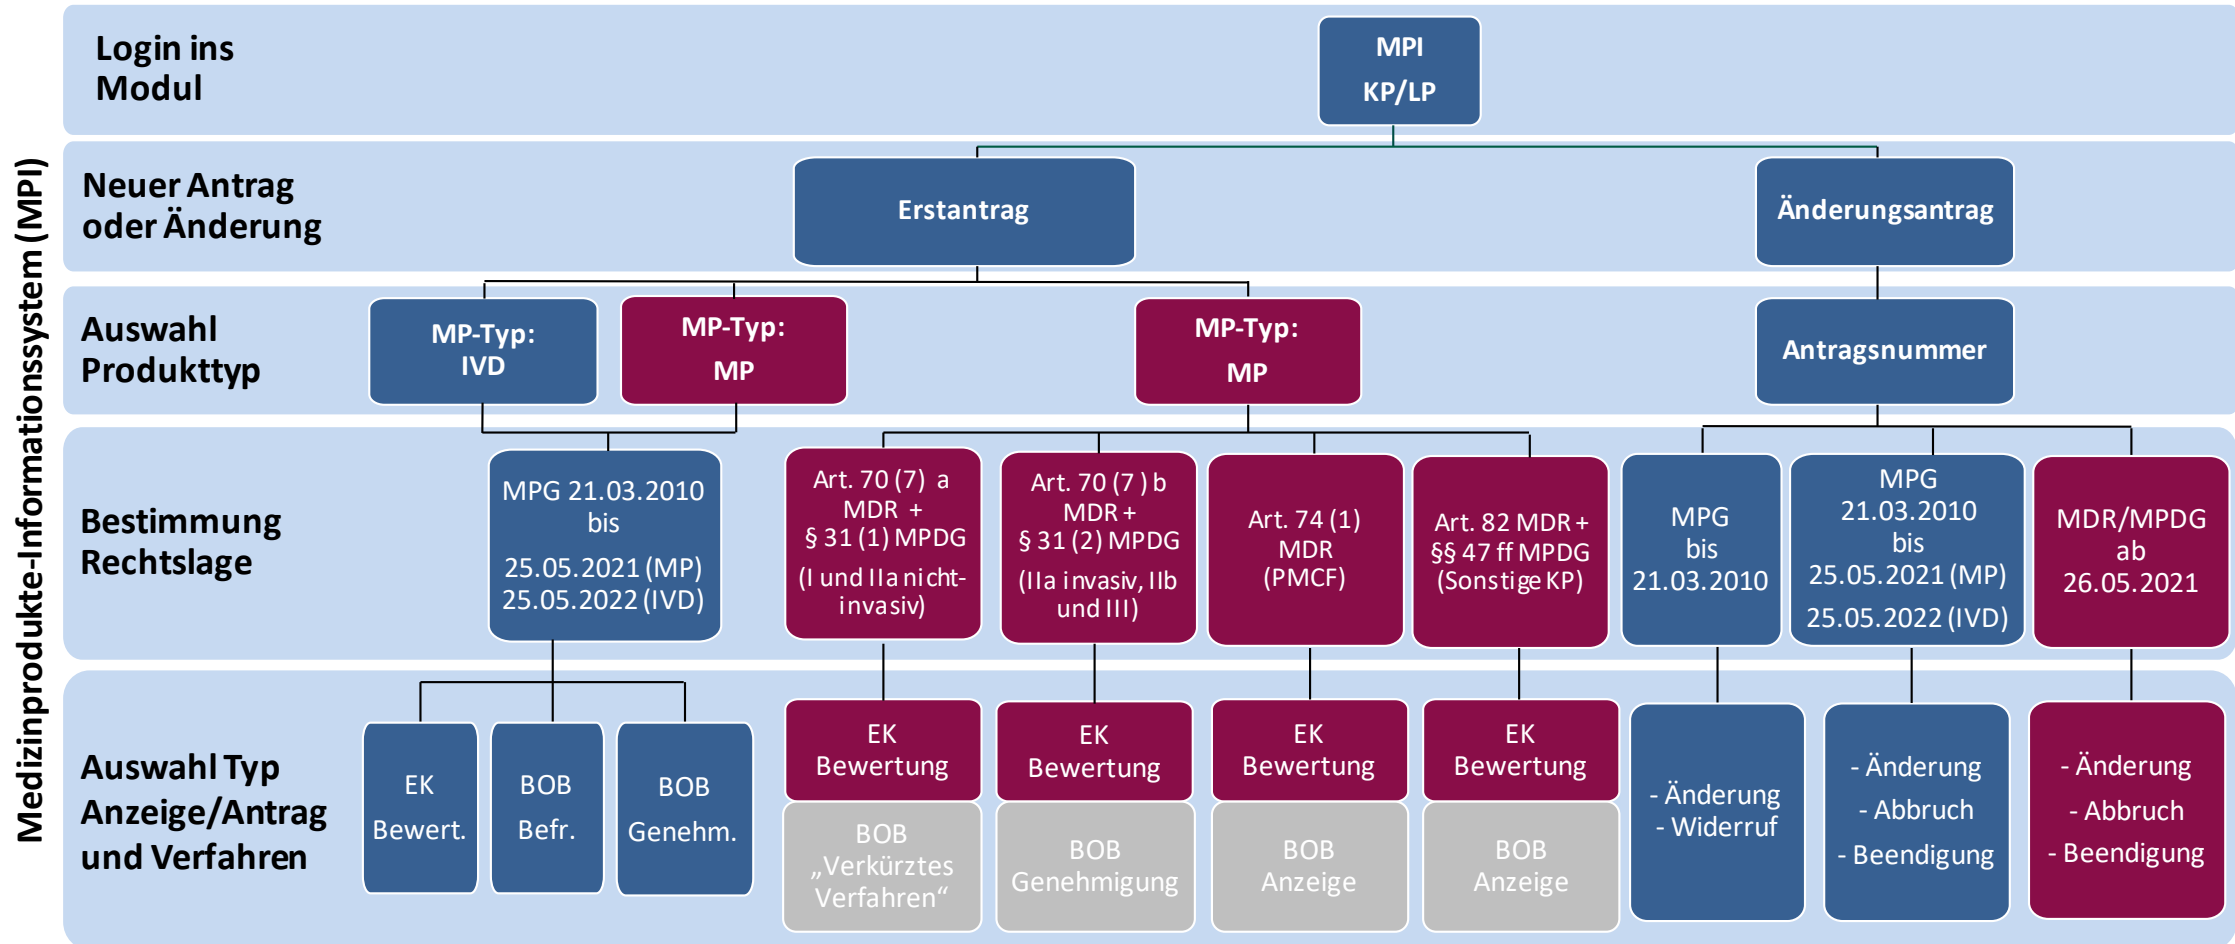 Medizinprodukte-Informationssystem (MPI)
Login ins
Modul
MPI
KP/LP
Neuer Antrag
oder Änderung
Erstantrag
Änderungsantrag
Auswahl
Produkttyp
MP-Typ:
IVD
MP-Typ:
MP
MP-Typ:
MP
Antragsnummer
Bestimmung
Rechtslage
MPG 21.03.2010
bis
25.05.2021 (MP)
25.05.2022 (IVD)
Art. 70 (7) a
MDR +
§ 31 (1) MPDG
(I und IIa nicht-
invasiv)
Art. 70 (7 ) b
MDR +
§ 31 (2) MPDG
(IIa invasiv, IIb
und III)
Art. 74 (1)
MDR
(PMCF)
Art. 82 MDR +
§§ 47 ff MPDG
(Sonstige KP)
MPG
bis
21.03.2010
MPG
21.03.2010
bis
25.05.2021 (MP)
25.05.2022 (IVD)
MDR/MPDG
ab
26.05.2021
Auswahl Typ
Anzeige/Antrag
und Verfahren
EK
Bewert.
BOB
Befr.
BOB
Genehm.
EK
Bewertung
BOB
„Verkürztes
Verfahren“
EK
Bewertung
BOB
Genehmigung
EK
Bewertung
BOB
Anzeige
EK
Bewertung
BOB
Anzeige
- Änderung
- Widerruf
- Änderung
- Abbruch
- Beendigung
- Änderung
- Abbruch
- Beendigung